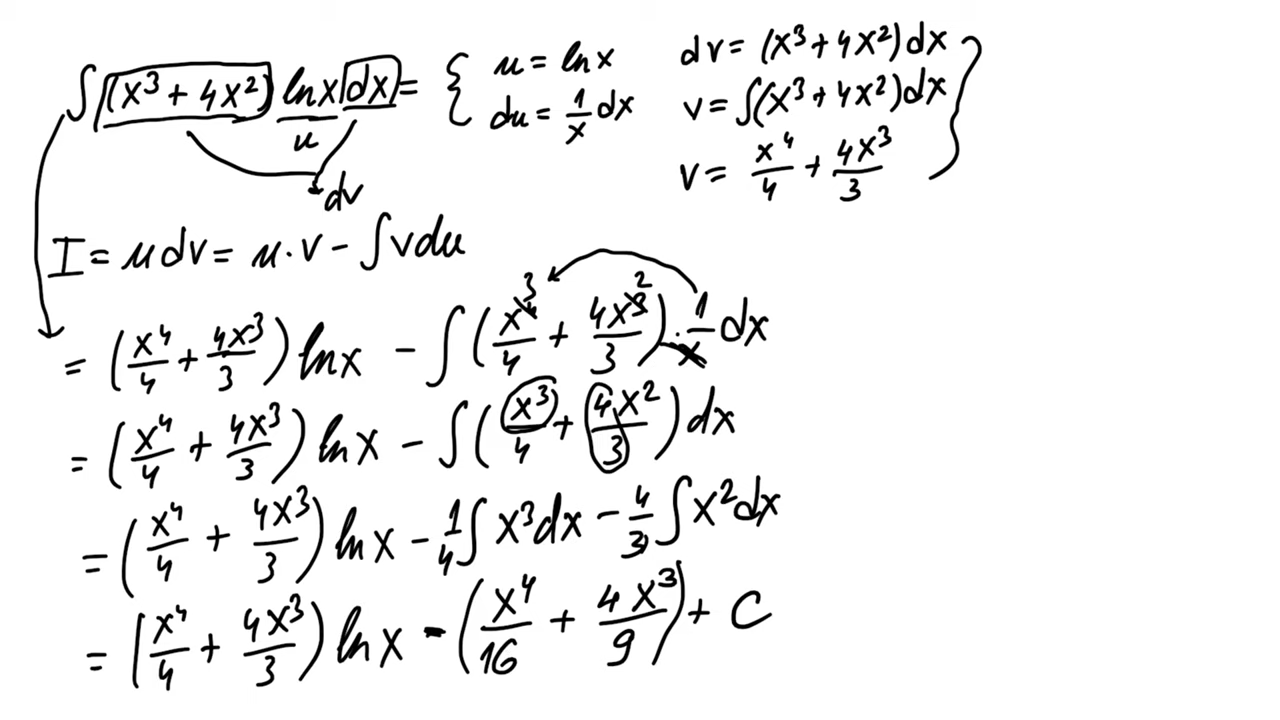 ∫(x³ + 4x²) ln x dx = { u = ln x dv = (x³ + 4x²)dx
u du = 1/x dx v = ∫(x³ + 4x²)dx
dv v = x⁴/4 + 4x³/3
I = u dv = u · v − ∫v du
= (x⁴/4 + 4x³/3) ln x − ∫(x³/4 + 4x²/3) · 1/x dx
= (x⁴/4 + 4x³/3) ln x − ∫(x³/4 + 4x²/3) dx
= (x⁴/4 + 4x³/3) ln x − 1/4 ∫ x³dx − 4/3 ∫ x²dx
= (x⁴/4 + 4x³/3) ln x − (x⁴/16 + 4x³/9) + C